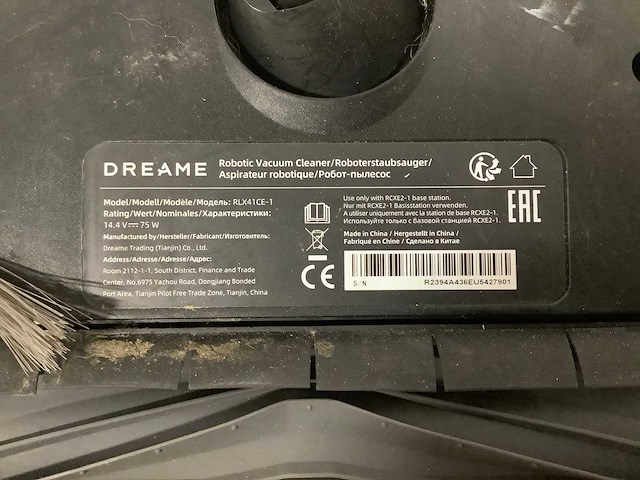 DREAME
Robotic Vacuum Cleaner/Roboterstaubsauger/
Aspirateur robotique/Робот-пылесос
Model/Modell/Modèle/Модель: RLX41CE-1
Rating/Wert/Nominales/Характеристики:
14.4 V⎓75 W
Manufactured by/Hersteller/Fabricant/Изготовитель:
Dreame Trading (Tianjin) Co., Ltd.
Address/Adresse/Adresse/Адрес:
Room 2112-1-1, South District, Finance and Trade
Center, No.6975 Yazhou Road, Dongjiang Bonded
Port Area, Tianjin Pilot Free Trade Zone, Tianjin, China
Use only with RCXE2-1 base station.
Nur mit RCXE2-1 Basisstation verwenden.
A utiliser uniquement avec la station de base RCXE2-1.
Используйте только с базовой станцией RCXE2-1.
EAC
Made in China / Hergestellt in China /
Fabriqué en Chine / Сделано в Китае
CE
S/N R2394A436EU5427901